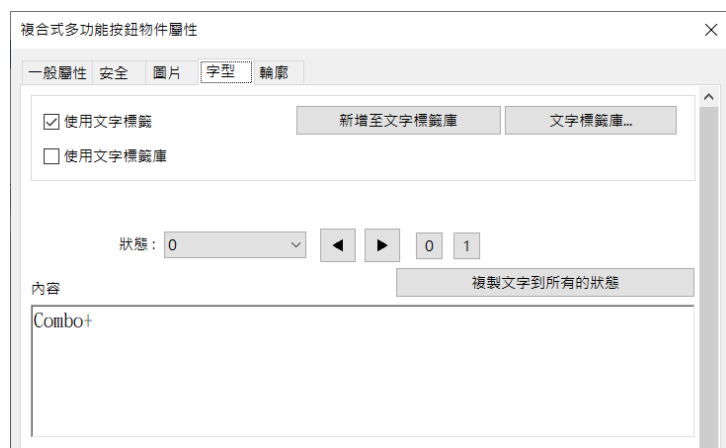 複合式多功能按鈕物件屬性
一般屬性 安全 圖片 字型 輪廓
使用文字標籤 新增至文字標籤庫 文字標籤庫...
使用文字標籤庫
狀態: 0 0 1
複製文字到所有的狀態
內容
Combo+